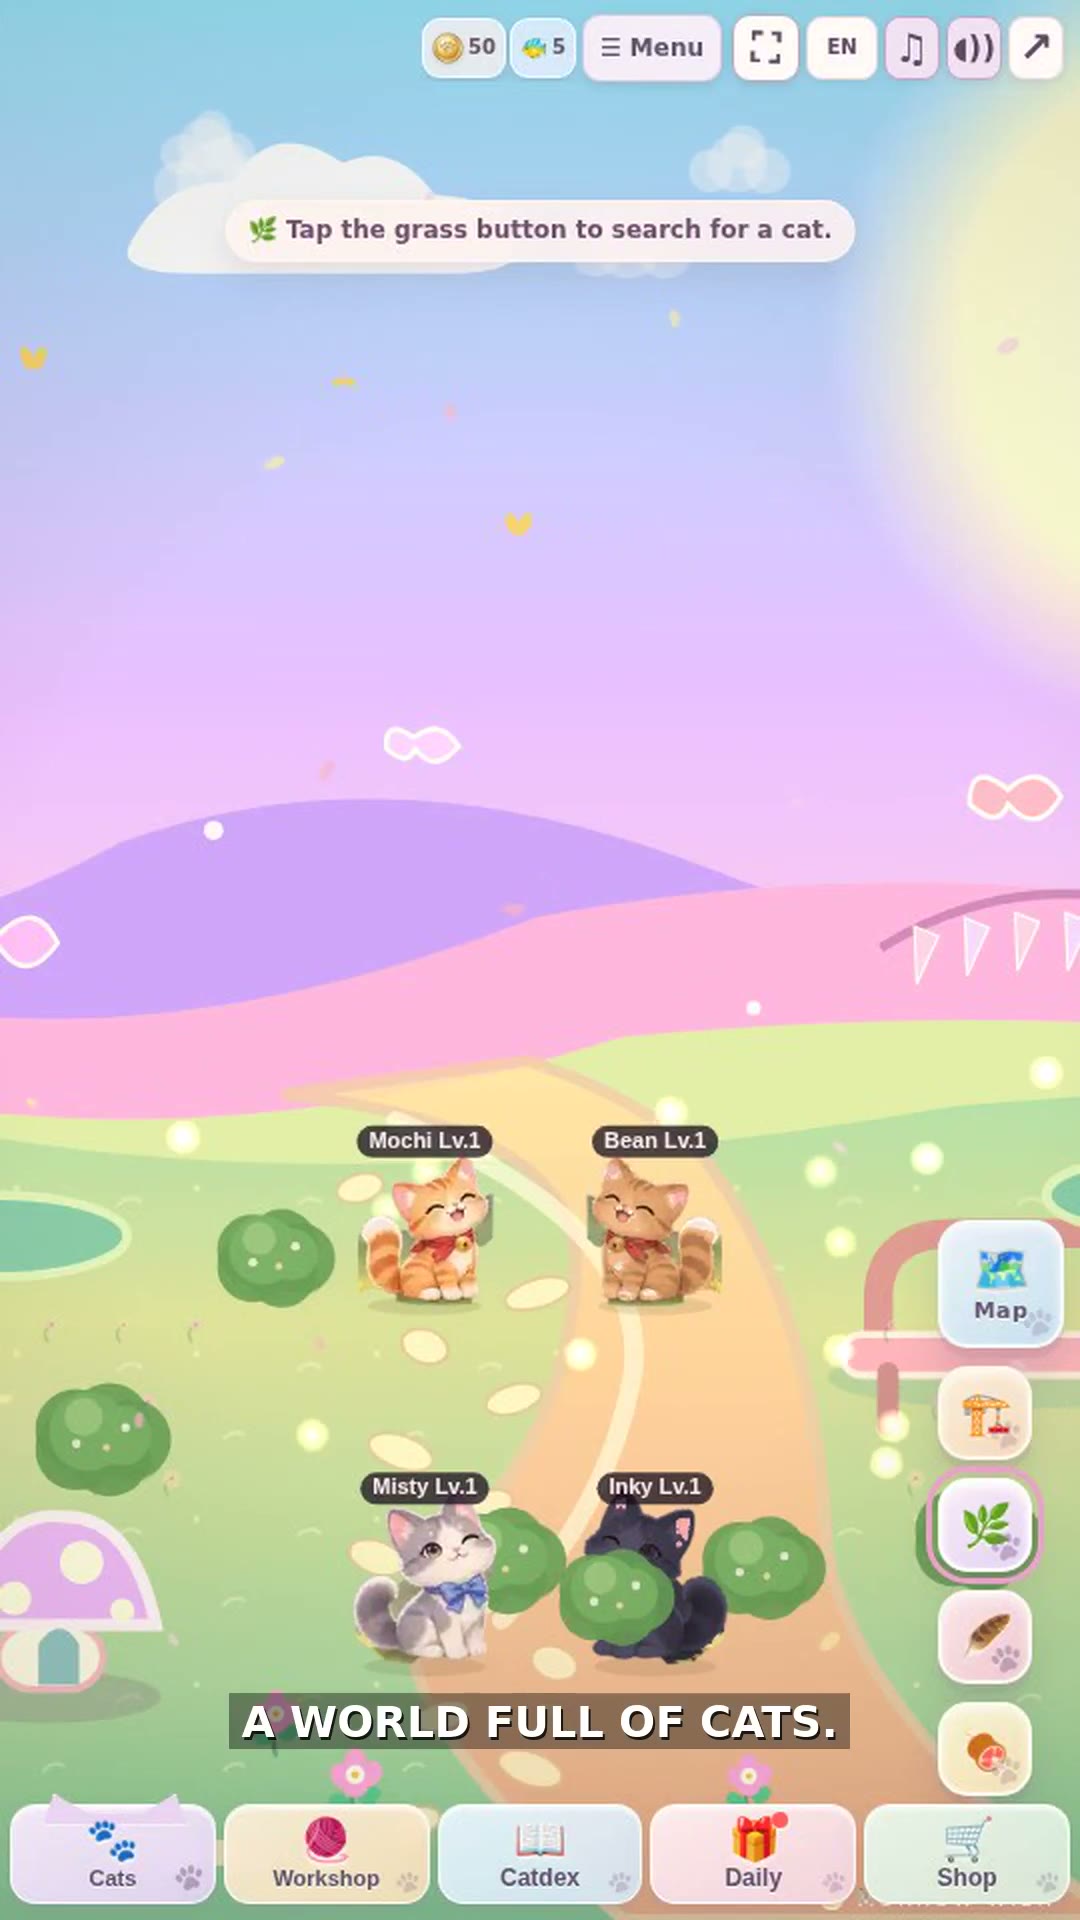 50
5
☰ Menu
EN
Tap the grass button to search for a cat.
Mochi Lv.1
Bean Lv.1
Map
Misty Lv.1
Inky Lv.1
A WORLD FULL OF CATS.
Cats
Workshop
Catdex
Daily
Shop